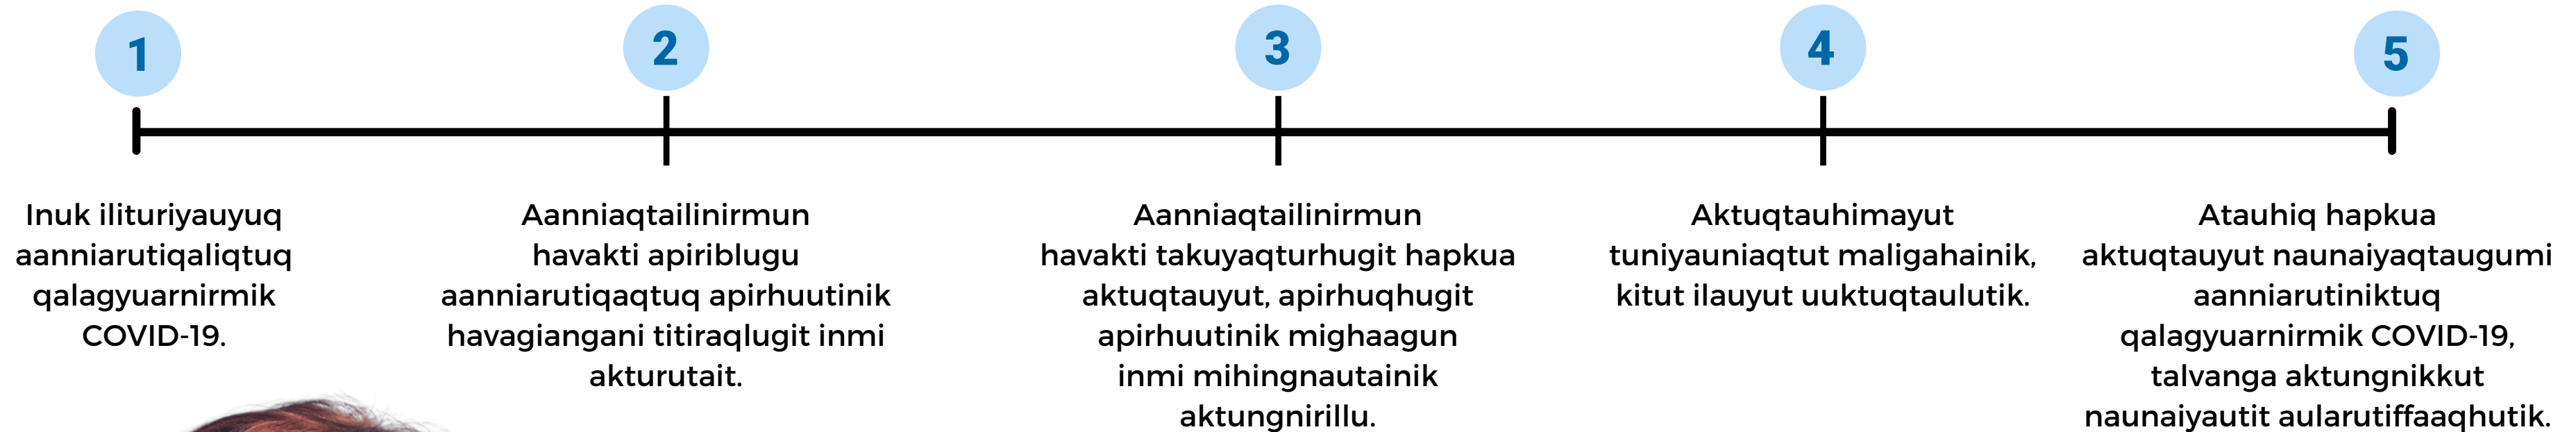 1
Inuk ilituriyauyuq
aanniarutiqaliqtuq
qalagyuarnirmik
COVID-19.
2
Aanniaqtailinirmun
havakti apiriblugu
aanniarutiqaqtuq apirhuutinik
havagiangani titiraqlugit inmi
akturutait.
3
Aanniaqtailinirmun
havakti takuyaqturhugit hapkua
aktuqtauyut, apirhuqhugit
apirhuutinik mighaagun
inmi mihingnautainik
aktungnirillu.
4
Aktuqtauhimayut
tuniyauniaqtut maligahainik,
kitut ilauyut uuktuqtaulutik.
5
Atauhiq hapkua
aktuqtauyut naunaiyaqtaugumi
aanniarutiniktuq
qalagyuarnirmik COVID-19,
talvanga aktungnikkut
naunaiyautit aularutiffaaqhutik.